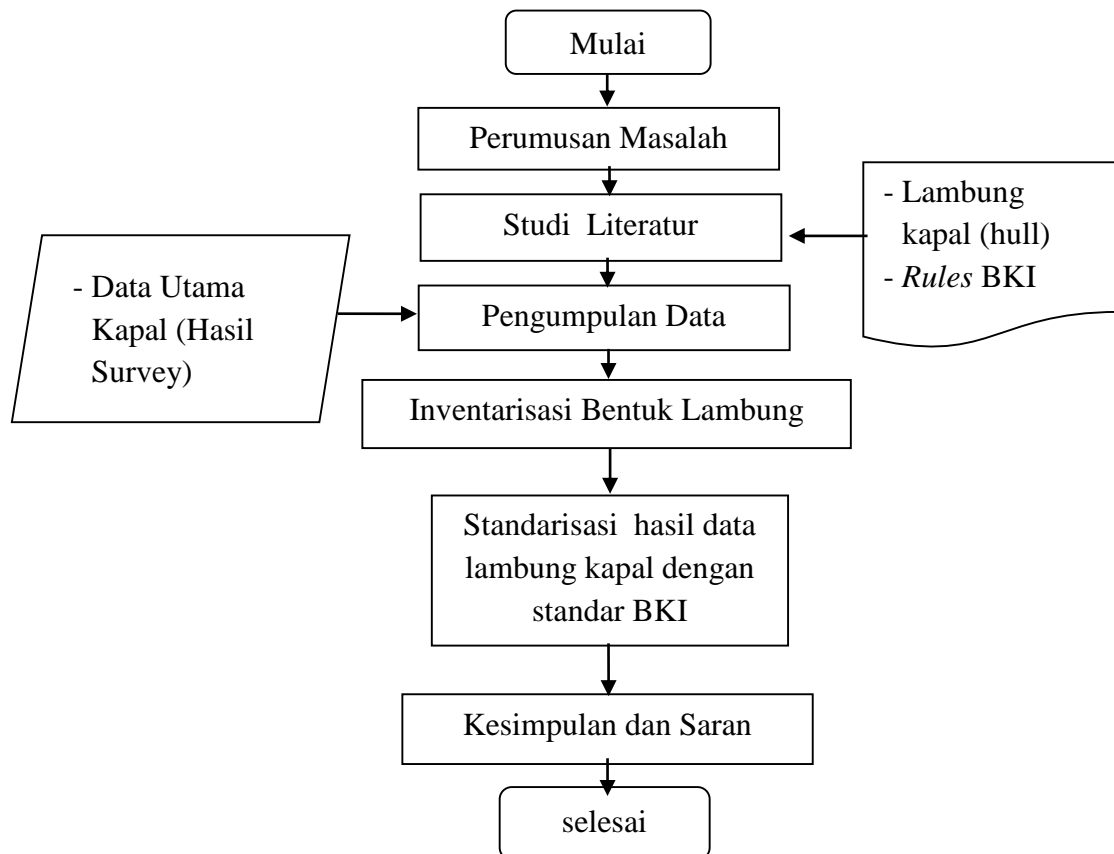 Mulai
Perumusan Masalah
- Lambung
kapal (hull)
- Rules BKI
Studi Literatur
- Data Utama
Kapal (Hasil
Survey)
Pengumpulan Data
Inventarisasi Bentuk Lambung
Standarisasi hasil data
lambung kapal dengan
standar BKI
Kesimpulan dan Saran
selesai